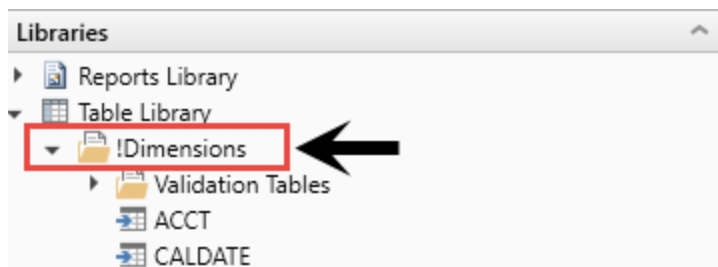 Libraries
Reports Library
Table Library
!Dimensions
Validation Tables
ACCT
CALDATE